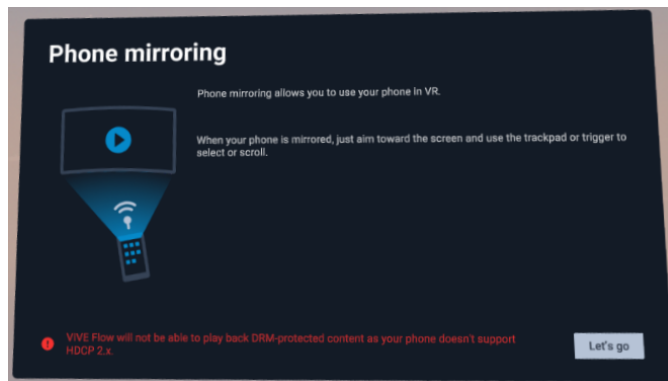 Phone mirroring
Phone mirroring allows you to use your phone in VR.
When your phone is mirrored, just aim toward the screen and use the trackpad or trigger to
select or scroll.
VIVE Flow will not be able to play back DRM-protected content as your phone doesn't support
HDCP 2.x.
Let's go